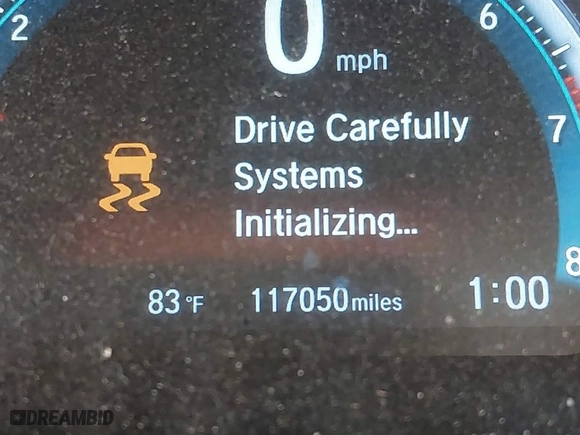 2
0 mph
6
7
8
Drive Carefully
Systems
Initializing...
83 °F 117050 miles 1:00
DREAMBID